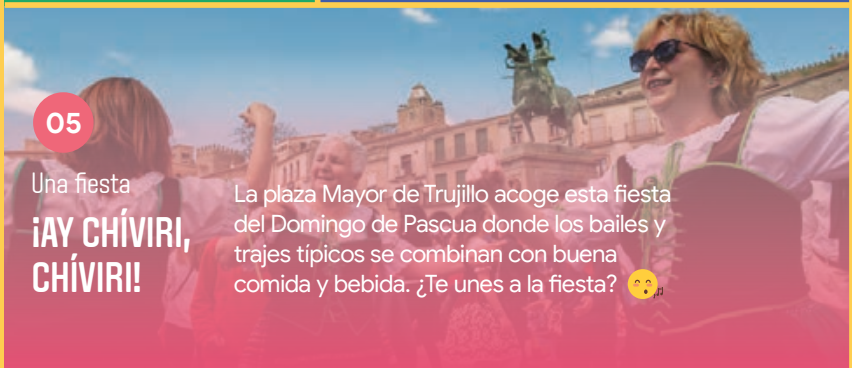 05
Una fiesta
¡AY CHÍVIRI,
CHÍVIRI!
La plaza Mayor de Trujillo acoge esta fiesta
del Domingo de Pascua donde los bailes y
trajes típicos se combinan con buena
comida y bebida. ¿Te unes a la fiesta?